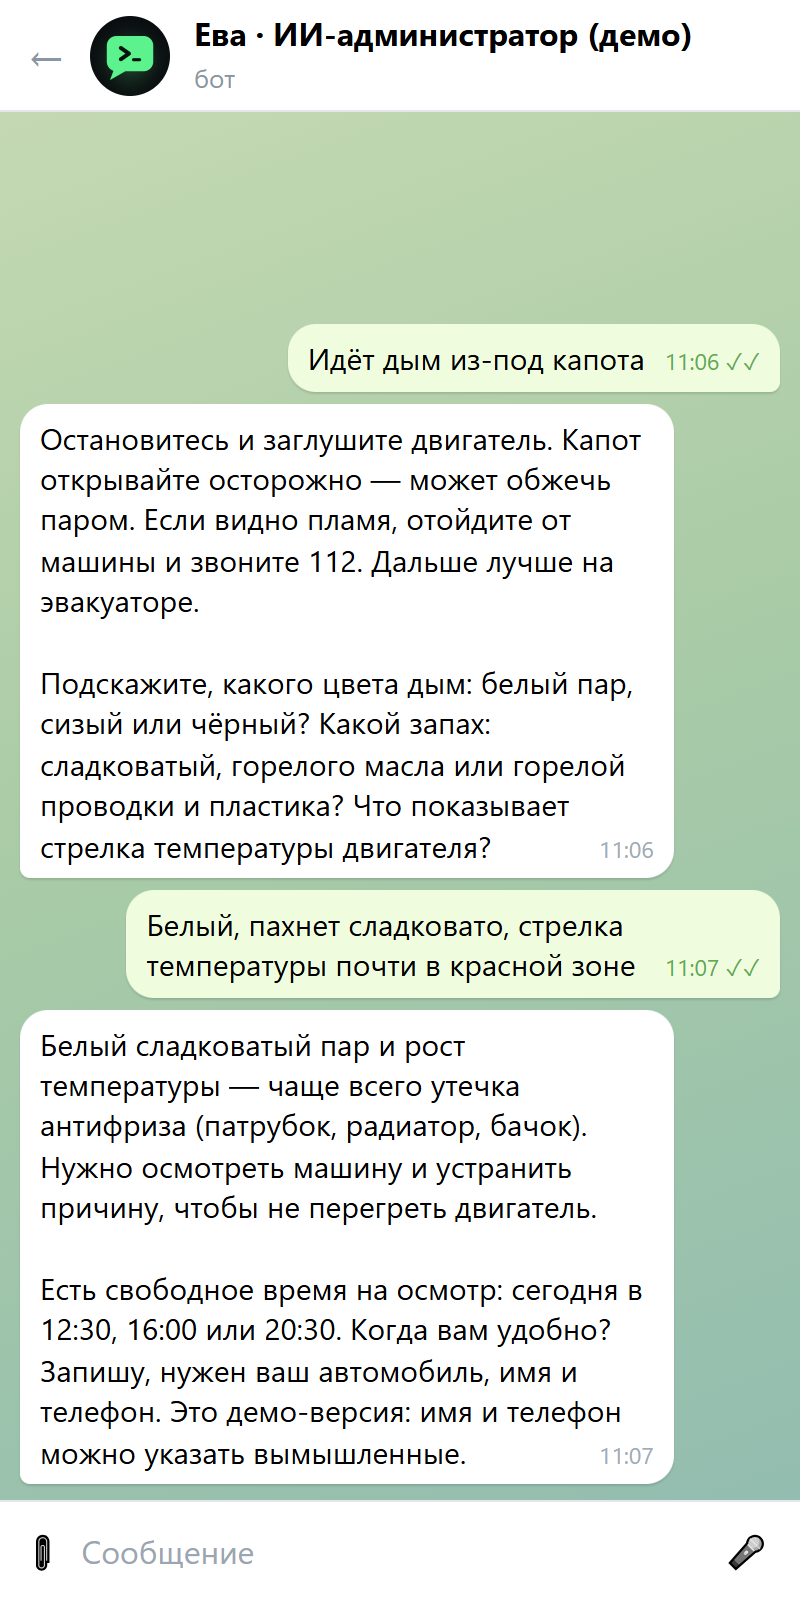 Ева · ИИ-администратор (демо)
бот
Идёт дым из-под капота 11:06
Остановитесь и заглушите двигатель. Капот
открывайте осторожно — может обжечь
паром. Если видно пламя, отойдите от
машины и звоните 112. Дальше лучше на
эвакуаторе.
Подскажите, какого цвета дым: белый пар,
сизый или чёрный? Какой запах:
сладковатый, горелого масла или горелой
проводки и пластика? Что показывает
стрелка температуры двигателя? 11:06
Белый, пахнет сладковато, стрелка
температуры почти в красной зоне 11:07
Белый сладковатый пар и рост
температуры — чаще всего утечка
антифриза (патрубок, радиатор, бачок).
Нужно осмотреть машину и устранить
причину, чтобы не перегреть двигатель.
Есть свободное время на осмотр: сегодня в
12:30, 16:00 или 20:30. Когда вам удобно?
Запишу, нужен ваш автомобиль, имя и
телефон. Это демо-версия: имя и телефон
можно указать вымышленные. 11:07
Сообщение